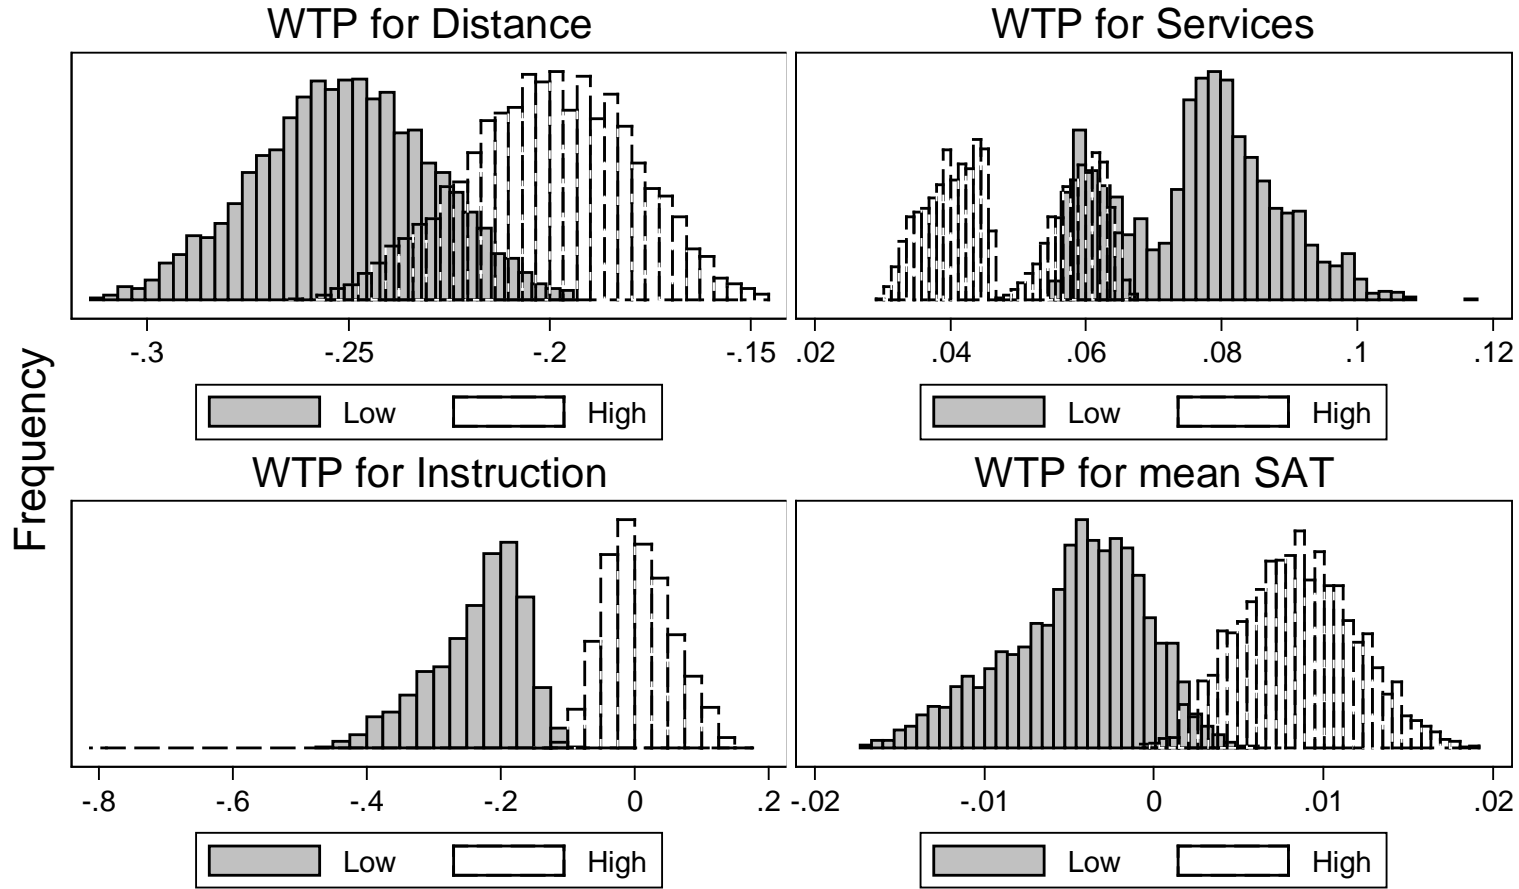 WTP for Distance
-.3 -.25 -.2 -.15
Low High
WTP for Services
.02 .04 .06 .08 .1 .12
Low High
Frequency
WTP for Instruction
-.8 -.6 -.4 -.2 0 .2
Low High
WTP for mean SAT
-.02 -.01 0 .01 .02
Low High